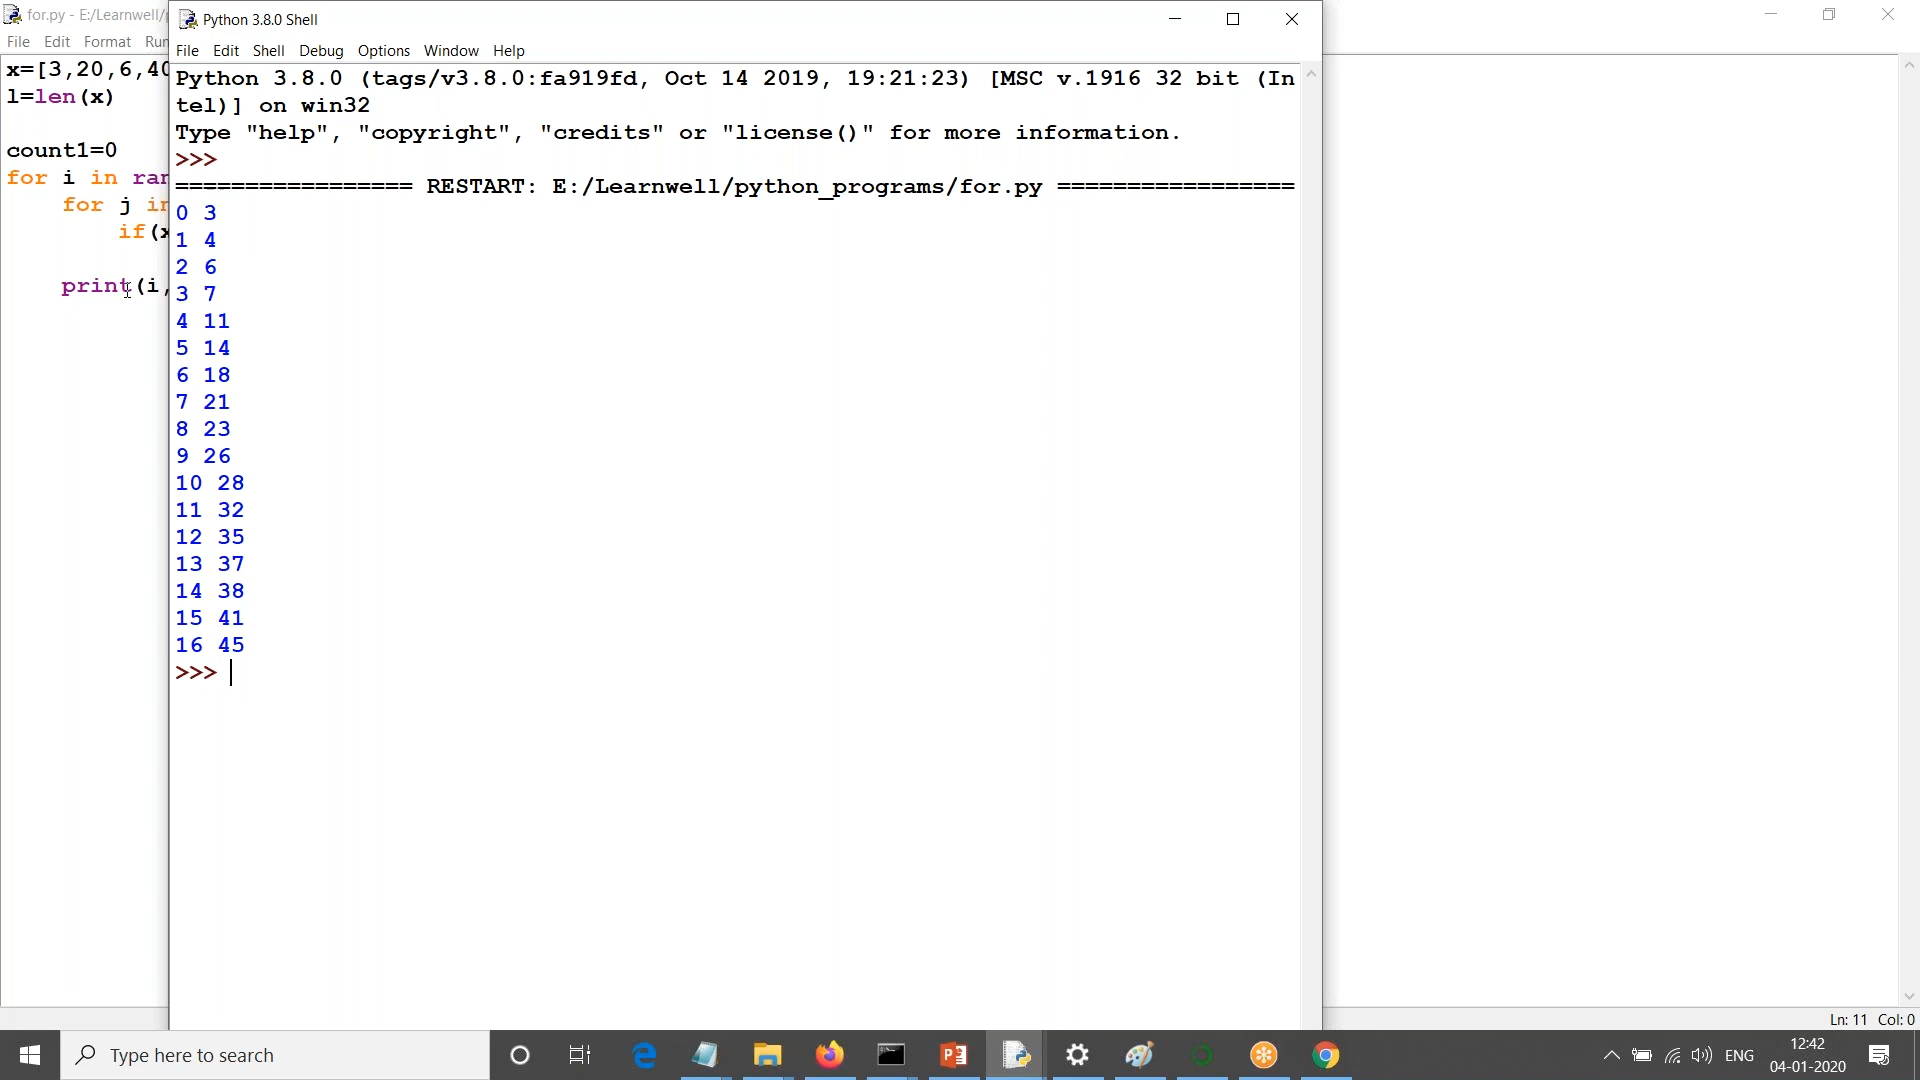 for.py - E:/Learnwell/
File Edit Format Run
x=[3,20,6,40
l=len(x)
count1=0
for i in ran
for j in
if(x
print(i,
Python 3.8.0 Shell
File Edit Shell Debug Options Window Help
Python 3.8.0 (tags/v3.8.0:fa919fd, Oct 14 2019, 19:21:23) [MSC v.1916 32 bit (In
tel)] on win32
Type "help", "copyright", "credits" or "license()" for more information.
>>>
================= RESTART: E:/Learnwell/python_programs/for.py =================
0 3
1 4
2 6
3 7
4 11
5 14
6 18
7 21
8 23
9 26
10 28
11 32
12 35
13 37
14 38
15 41
16 45
>>>
Ln: 11 Col: 0
Type here to search
ENG
12:42
04-01-2020